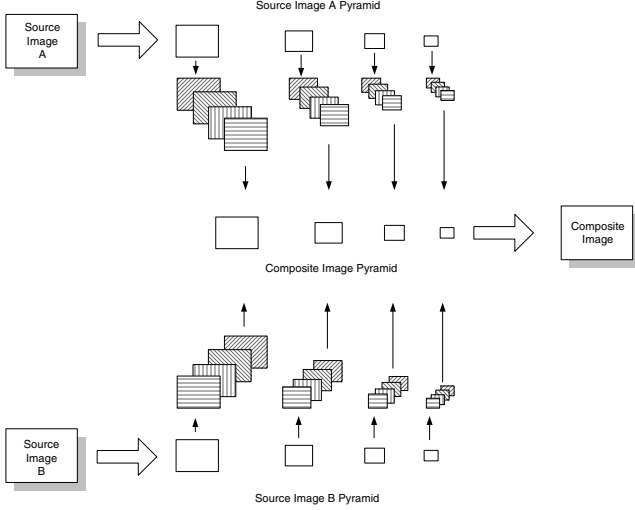 Source Image A Pyramid
Source
Image
A
Composite
Image
Composite Image Pyramid
Source
Image
B
Source Image B Pyramid